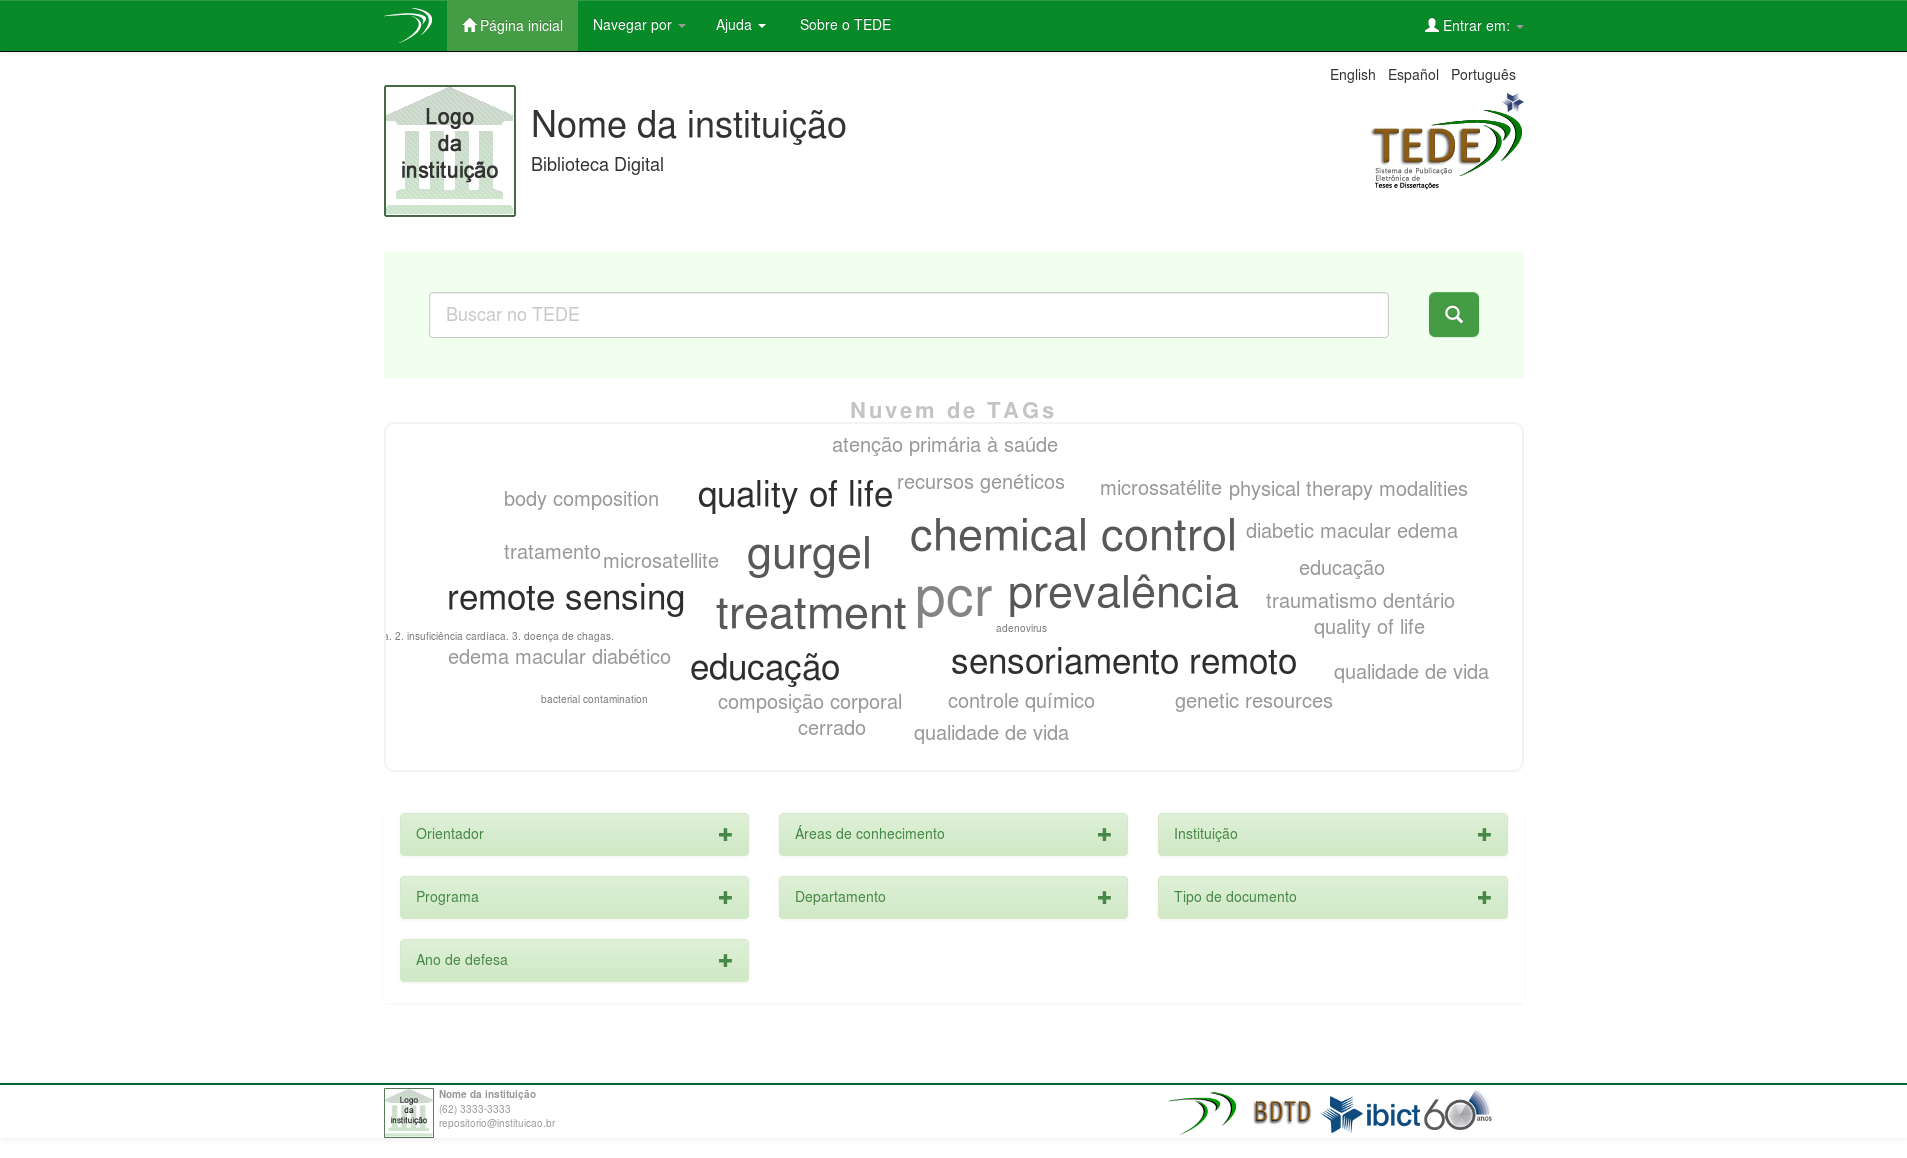 Página inicial
Navegar por
Ajuda
Sobre o TEDE
Entrar em:
English Español Português
Logo
da
instituição
Nome da instituição
Biblioteca Digital
TEDE
Sistema de Publicação
Eletrônica de
Teses e Dissertações
Buscar no TEDE
Nuvem de TAGs
atenção primária à saúde
recursos genéticos
quality of life
body composition
microssatélite
physical therapy modalities
chemical control
diabetic macular edema
gurgel
tratamento
microsatellite
educação
remote sensing
pcr
prevalência
traumatismo dentário
treatment
quality of life
adenovirus
a. 2. insuficiência cardíaca. 3. doença de chagas.
edema macular diabético
educação
sensoriamento remoto
qualidade de vida
bacterial contamination
composição corporal
controle químico
genetic resources
cerrado
qualidade de vida
Orientador
Áreas de conhecimento
Instituição
Programa
Departamento
Tipo de documento
Ano de defesa
Logo
da
instituição
Nome da instituição
(62) 3333-3333
repositorio@instituicao.br
BDTD
ibict 60 anos